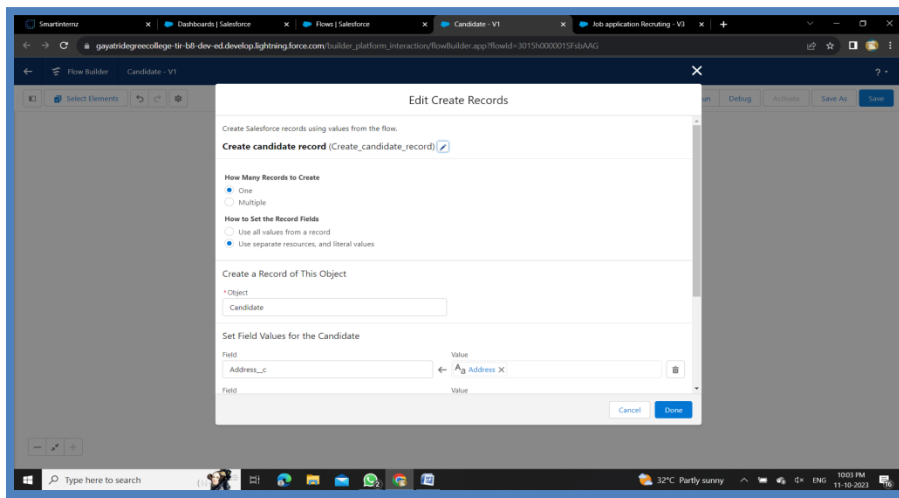 Smartinternz
Dashboards | Salesforce
Flows | Salesforce
Candidate - V1
Job application Recruting - V3
gayatridegreecollege-tir-b8-dev-ed.develop.lightning.force.com/builder_platform_interaction/flowBuilder.app?flowId=3015h0000015FsbAAG
Flow Builder Candidate - V1
?
Select Elements
Debug Activate Save As Save
Edit Create Records
Create Salesforce records using values from the flow.
Create candidate record (Create_candidate_record)
How Many Records to Create
One
Multiple
How to Set the Record Fields
Use all values from a record
Use separate resources, and literal values
Create a Record of This Object
* Object
Candidate
Set Field Values for the Candidate
Field Value
Address__c Aa Address
Field Value
Cancel Done
Type here to search
32°C Partly sunny
ENG
10:03 PM
11-10-2023